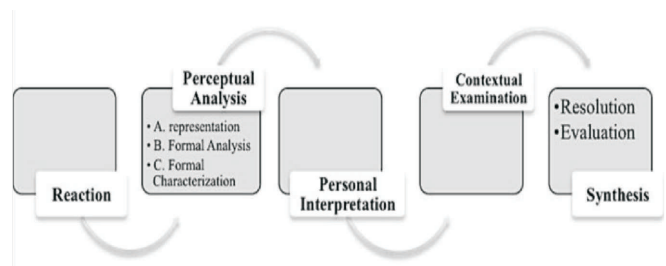 Reaction
Perceptual
Analysis
• A. representation
• B. Formal Analysis
• C. Formal
Characterization
Personal
Interpretation
Contextual
Examination
•Resolution
•Evaluation
Synthesis